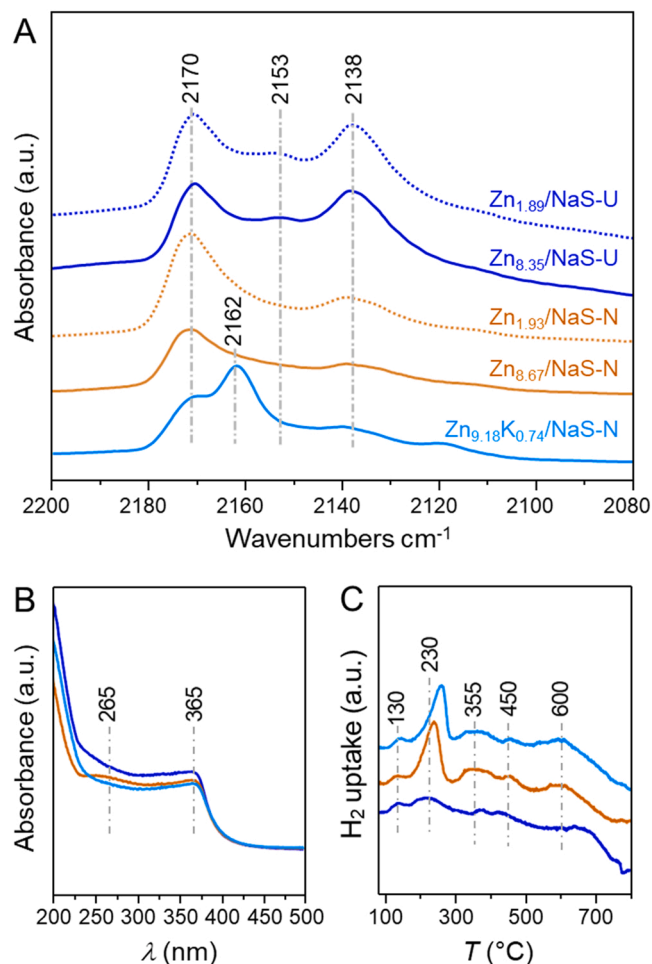 A
2170
2153
2138
Zn1.89/NaS-U
Zn8.35/NaS-U
Zn1.93/NaS-N
2162
Zn8.67/NaS-N
Zn9.18K0.74/NaS-N
Absorbance (a.u.)
2200 2180 2160 2140 2120 2100 2080
Wavenumbers cm-1
B
265
365
Absorbance (a.u.)
200 250 300 350 400 450 500
λ (nm)
C
130
230
355
450
600
H2 uptake (a.u.)
100 300 500 700
T (°C)